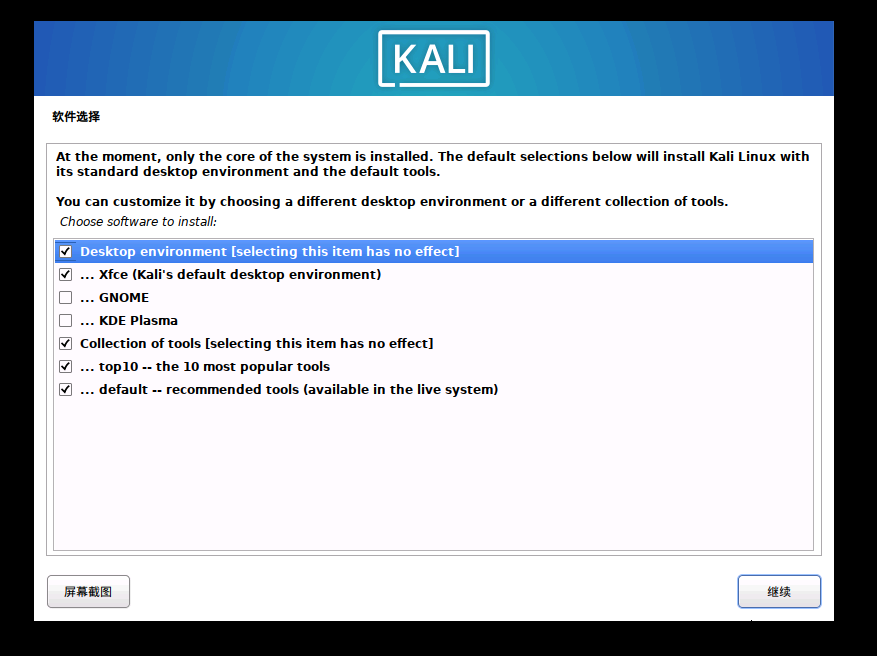 KALI
软件选择
At the moment, only the core of the system is installed. The default selections below will install Kali Linux with
its standard desktop environment and the default tools.
You can customize it by choosing a different desktop environment or a different collection of tools.
Choose software to install:
Desktop environment [selecting this item has no effect]
... Xfce (Kali's default desktop environment)
... GNOME
... KDE Plasma
Collection of tools [selecting this item has no effect]
... top10 -- the 10 most popular tools
... default -- recommended tools (available in the live system)
屏幕截图
继续